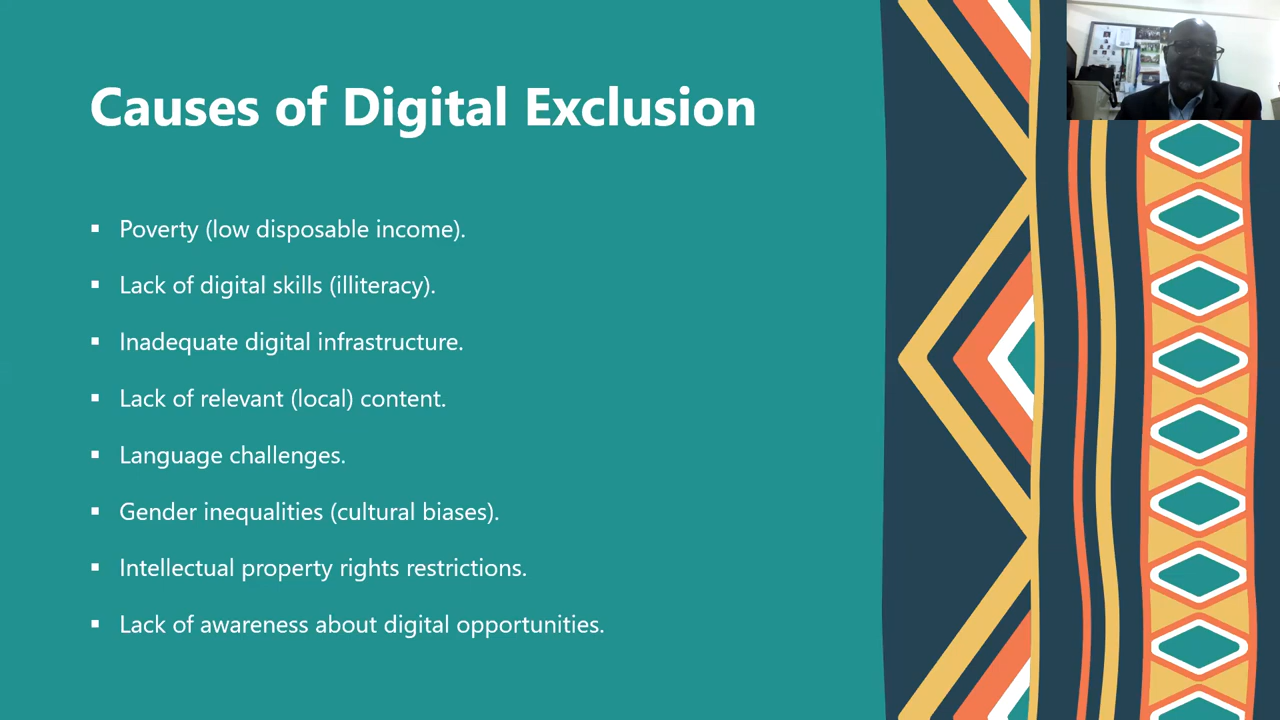 Causes of Digital Exclusion
▪ Poverty (low disposable income).
▪ Lack of digital skills (illiteracy).
▪ Inadequate digital infrastructure.
▪ Lack of relevant (local) content.
▪ Language challenges.
▪ Gender inequalities (cultural biases).
▪ Intellectual property rights restrictions.
▪ Lack of awareness about digital opportunities.